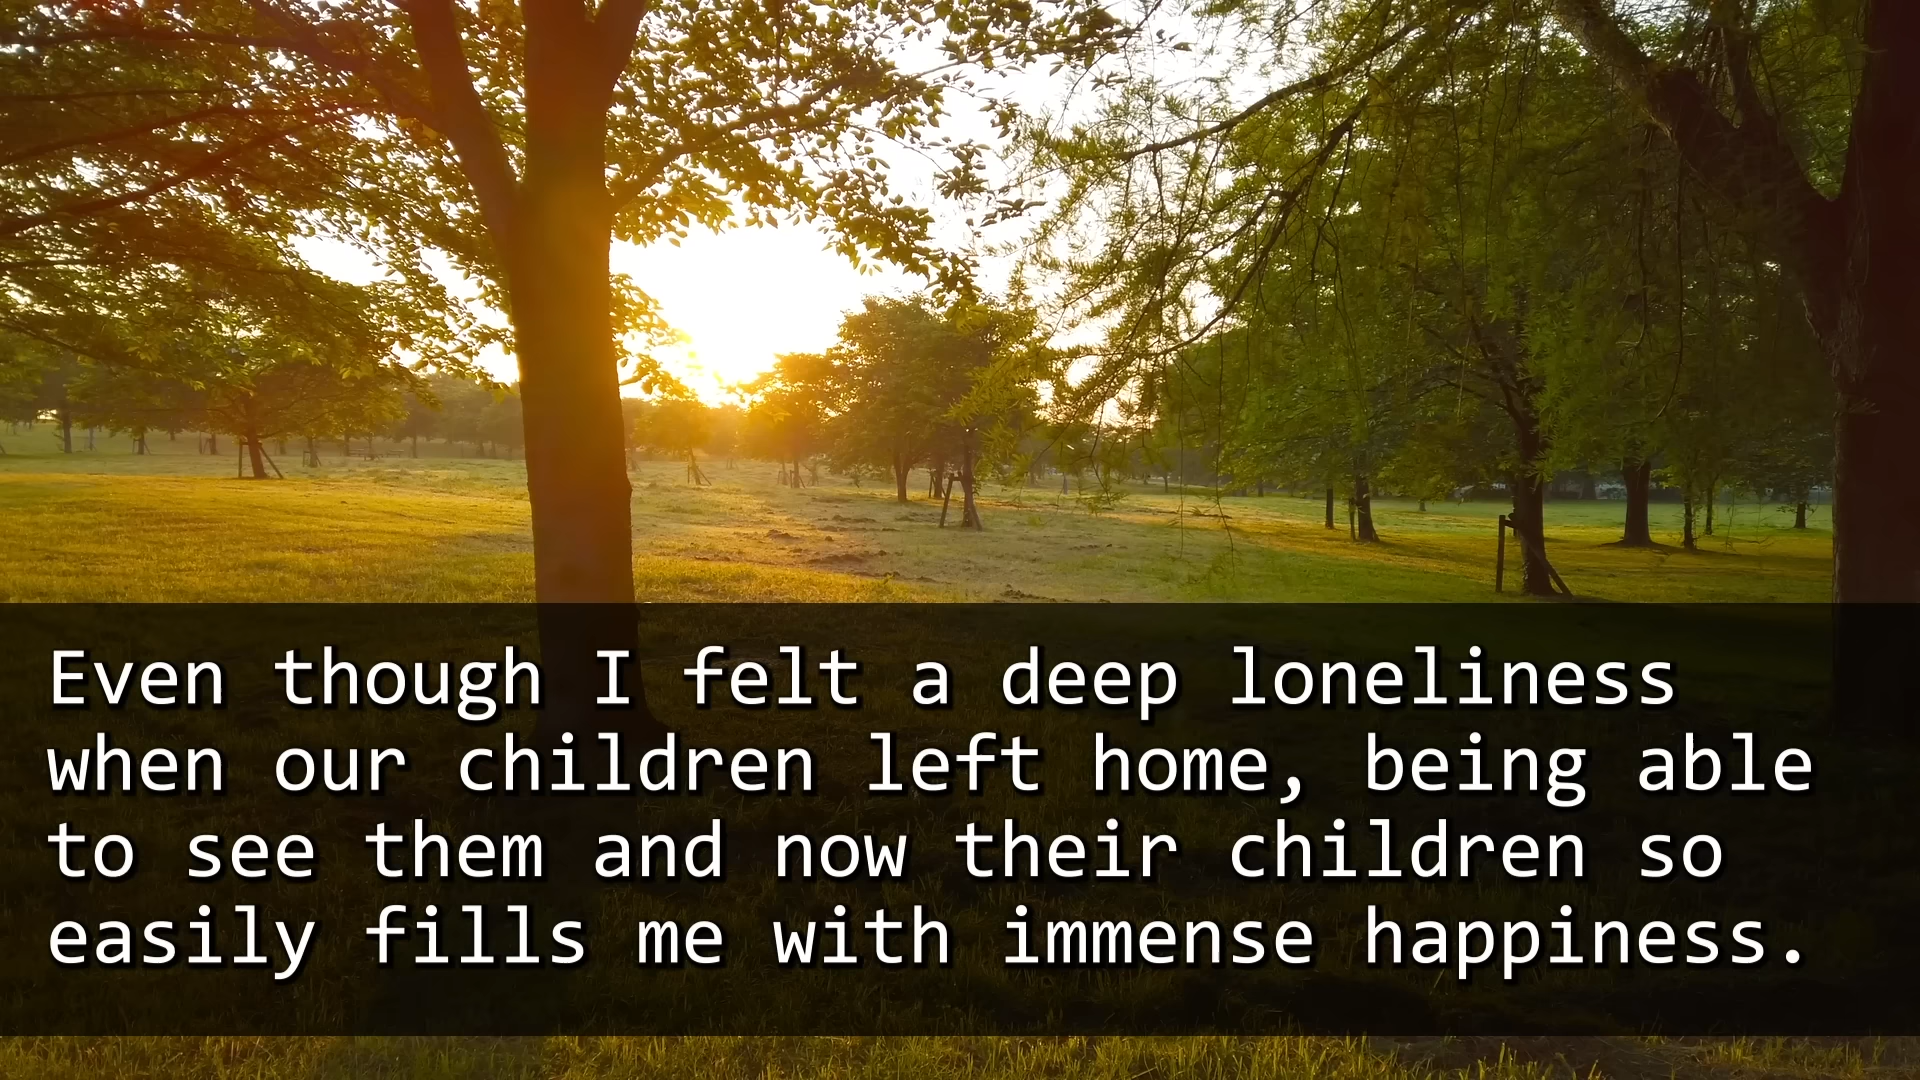 Even though I felt a deep loneliness
when our children left home, being able
to see them and now their children so
easily fills me with immense happiness.